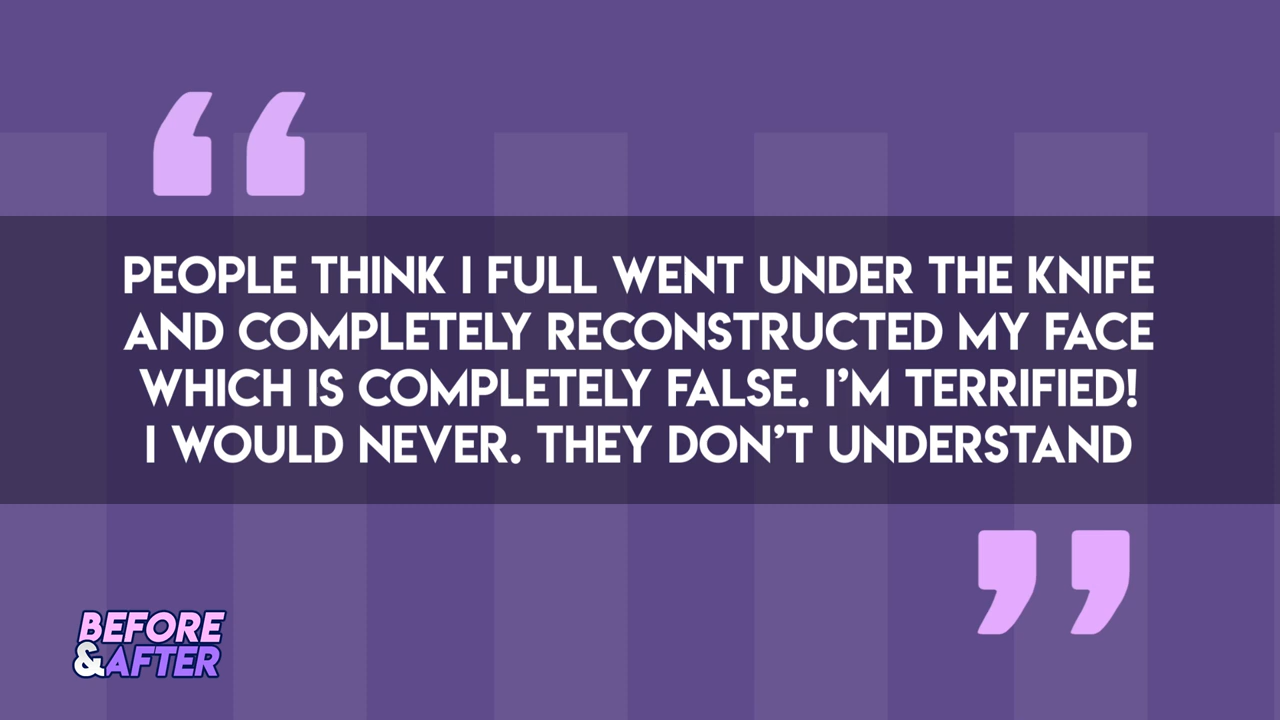 “
PEOPLE THINK I FULL WENT UNDER THE KNIFE
AND COMPLETELY RECONSTRUCTED MY FACE
WHICH IS COMPLETELY FALSE. I’M TERRIFIED!
I WOULD NEVER. THEY DON’T UNDERSTAND
”
BEFORE
&AFTER